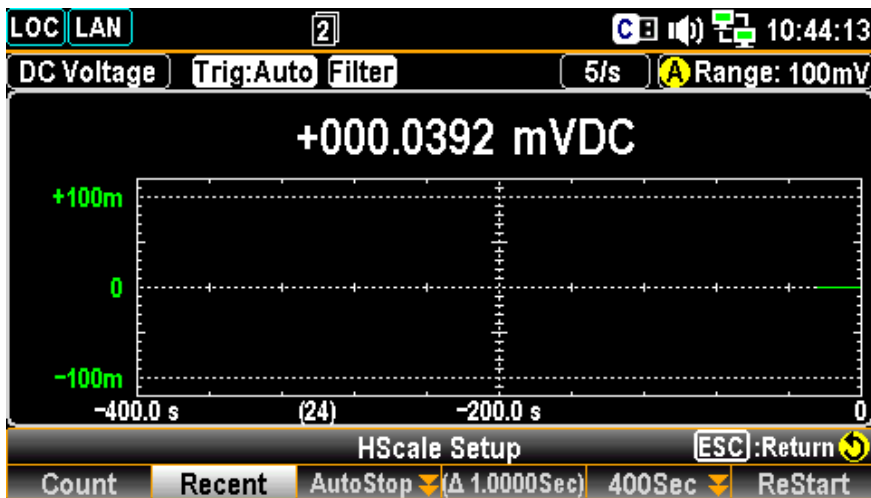 LOC LAN 2 C 10:44:13
DC Voltage Trig:Auto Filter 5/s A Range: 100mV
+000.0392 mVDC
+100m
0
-100m
-400.0 s (24) -200.0 s 0
HScale Setup ESC :Return
Count Recent AutoStop (Δ 1.0000Sec) 400Sec ReStart